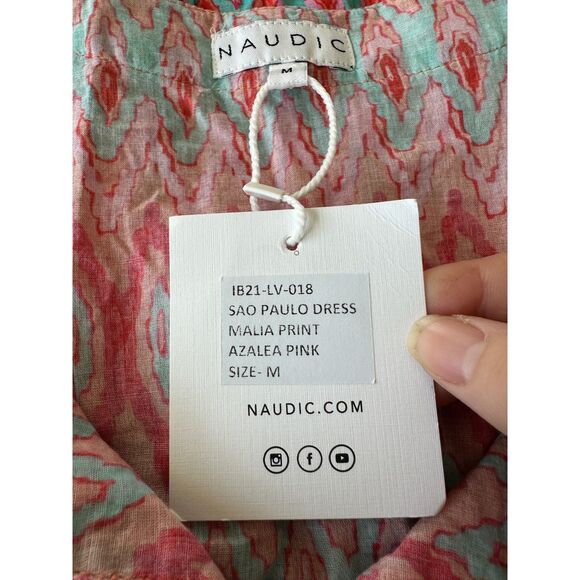 NAUDIC
M
IB21-LV-018
SAO PAULO DRESS
MALIA PRINT
AZALEA PINK
SIZE- M
NAUDIC.COM
f